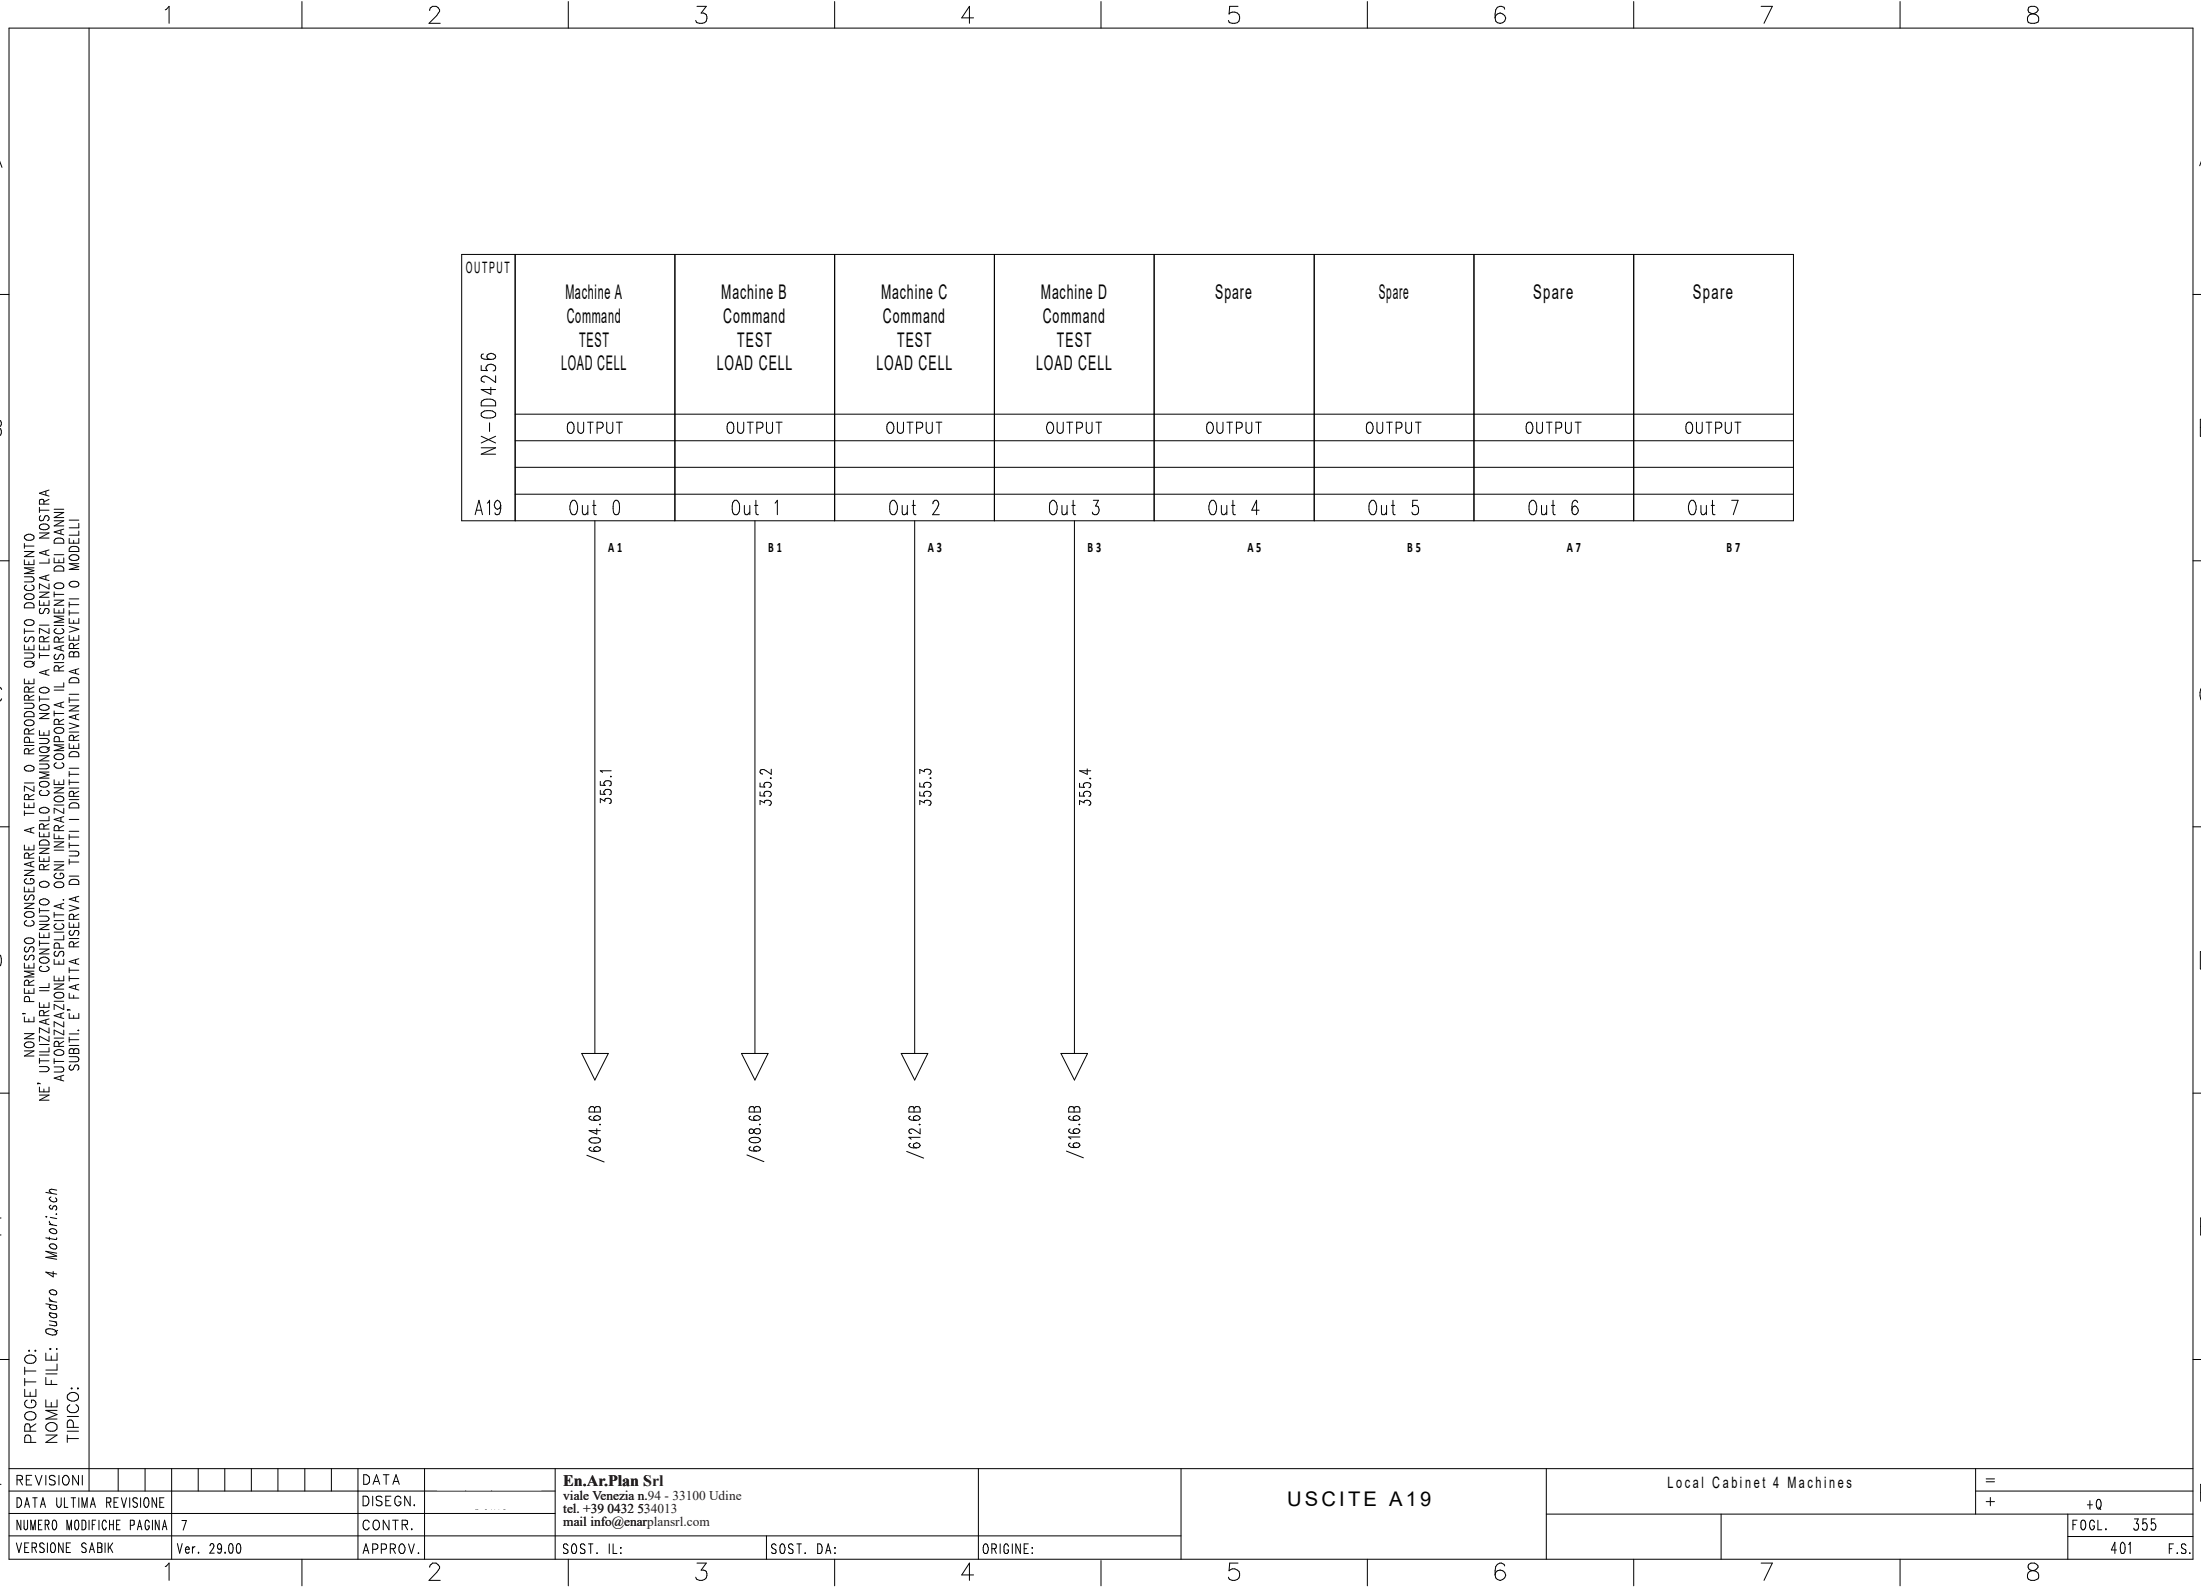 1 2 3 4 5 6 7 8
OUTPUT
NX-OD4256
A19
Machine A
Command
TEST
LOAD CELL
Machine B
Command
TEST
LOAD CELL
Machine C
Command
TEST
LOAD CELL
Machine D
Command
TEST
LOAD CELL
Spare
Spare
Spare
Spare
OUTPUT OUTPUT OUTPUT OUTPUT OUTPUT OUTPUT OUTPUT OUTPUT
Out 0 Out 1 Out 2 Out 3 Out 4 Out 5 Out 6 Out 7
A1 B1 A3 B3 A5 B5 A7 B7
355.1 355.2 355.3 355.4
/604.6B /608.6B /612.6B /616.6B
NON E' PERMESSO CONSEGNARE A TERZI O RIPRODURRE QUESTO DOCUMENTO
NE' UTILIZZARE IL CONTENUTO O RENDERLO COMUNQUE NOTO A TERZI SENZA LA NOSTRA
AUTORIZZAZIONE ESPLICITA. OGNI INFRAZIONE COMPORTA IL RISARCIMENTO DEI DANNI
SUBITI. E' FATTA RISERVA DI TUTTI I DIRITTI DERIVANTI DA BREVETTI O MODELLI
PROGETTO:
NOME FILE: Quadro 4 Motori.sch
TIPICO:
REVISIONI
DATA ULTIMA REVISIONE
NUMERO MODIFICHE PAGINA 7
VERSIONE SABIK Ver. 29.00
DATA
DISEGN.
CONTR.
APPROV.
En.Ar.Plan Srl
viale Venezia n.94 - 33100 Udine
tel. +39 0432 534013
mail info@enarplansrl.com
SOST. IL: SOST. DA: ORIGINE:
USCITE A19
Local Cabinet 4 Machines
=
+ +Q
FOGL. 355
401 F.S.
1 2 3 4 5 6 7 8